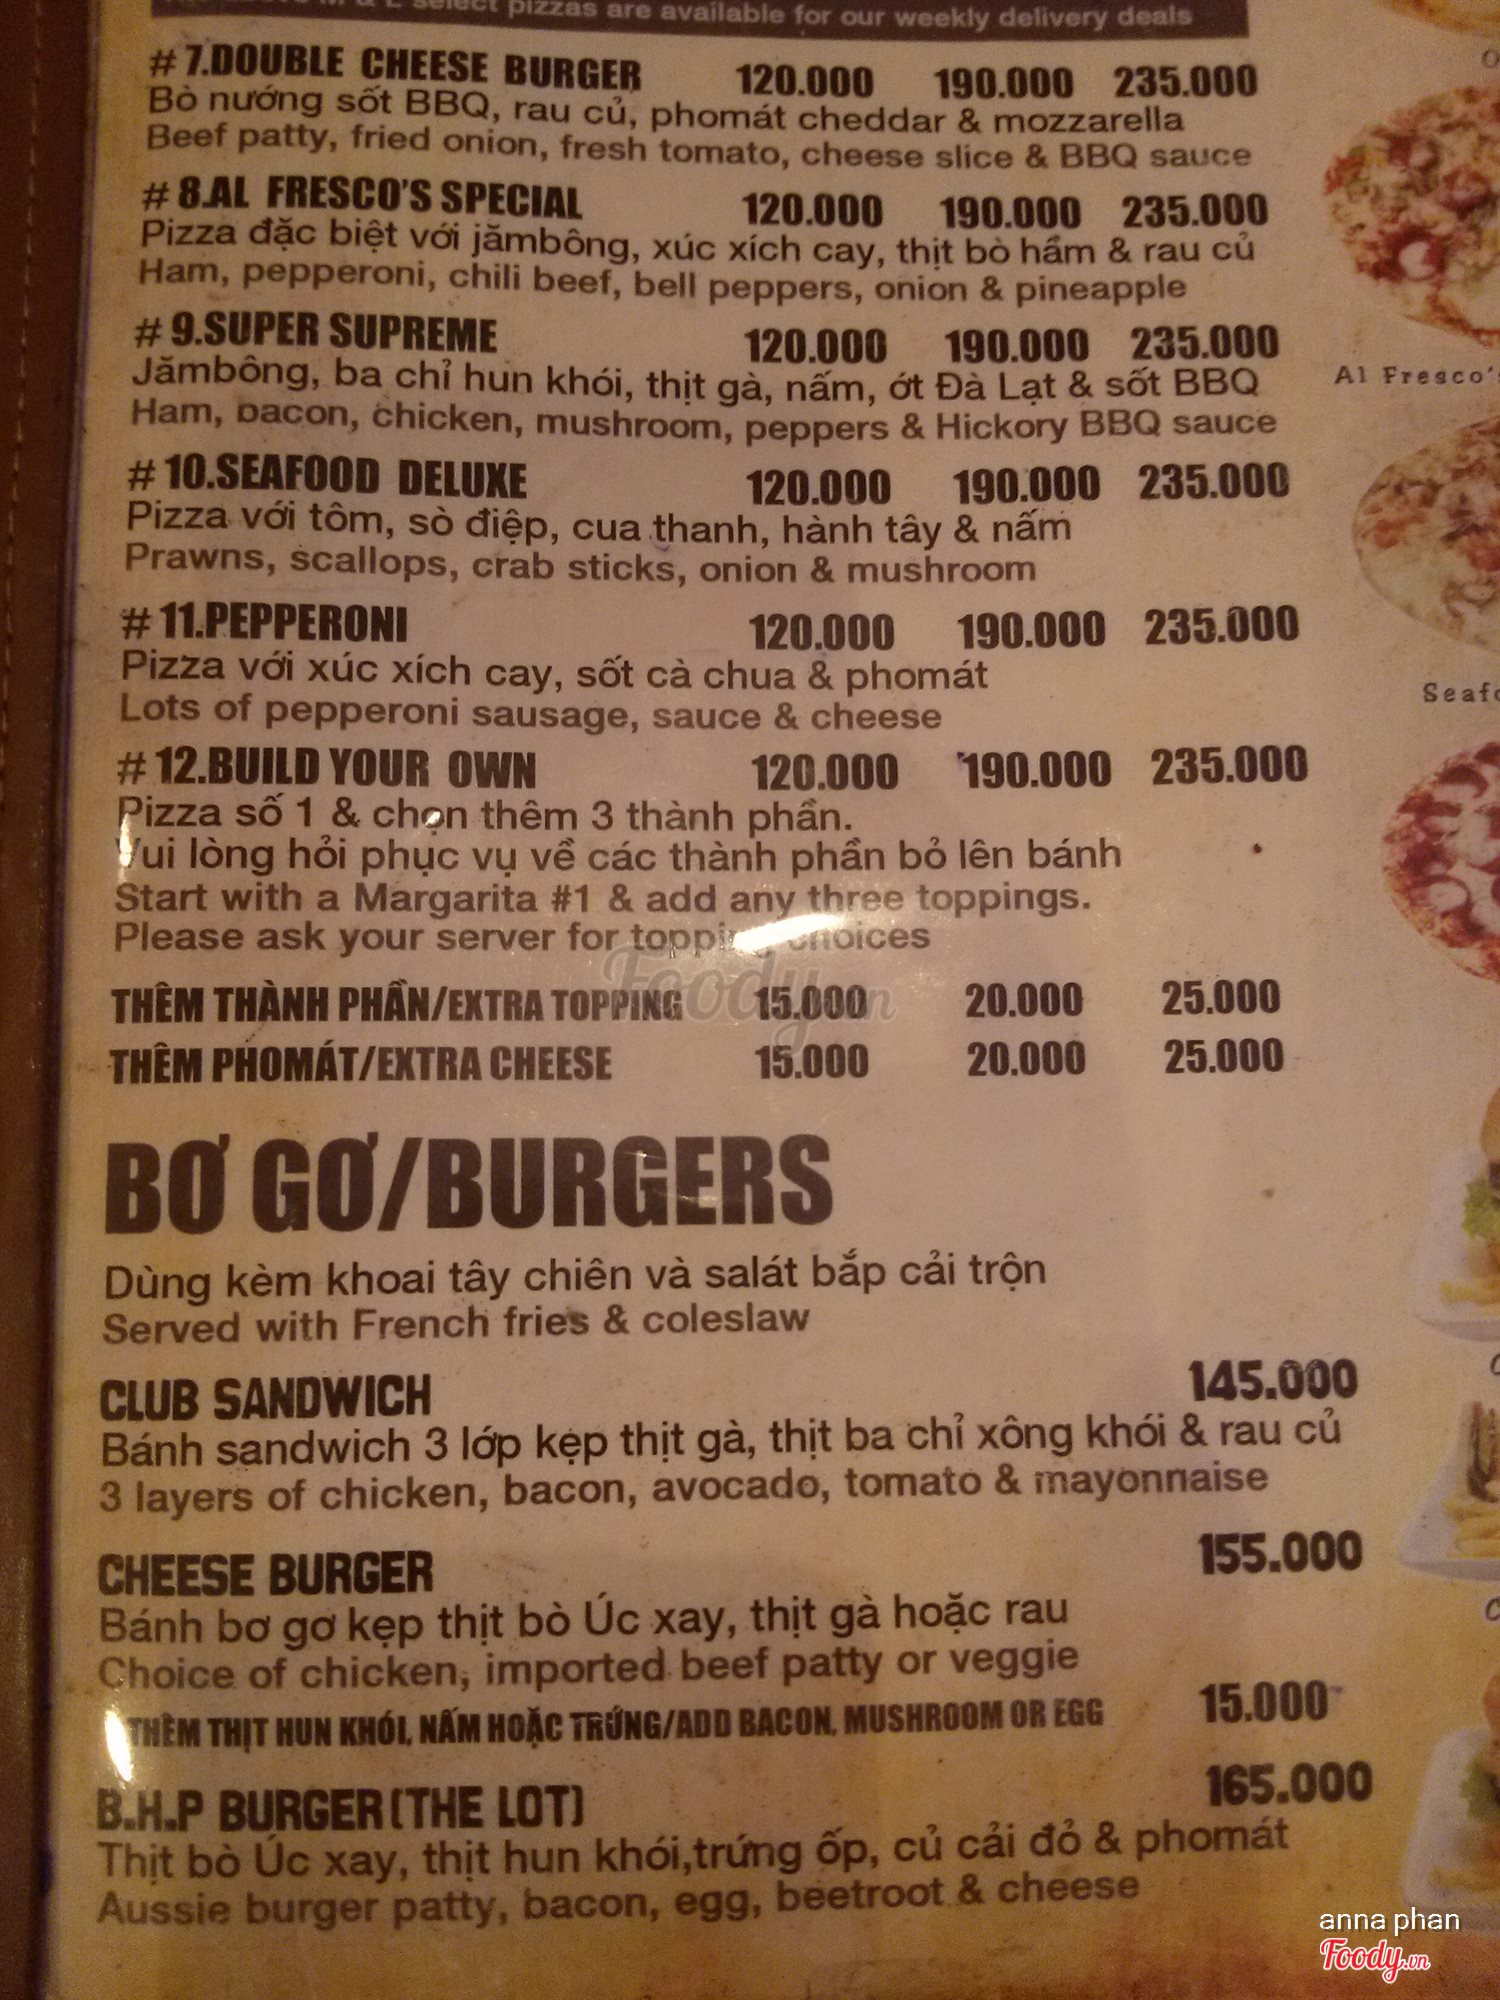 select pizzas are available for our weekly delivery deals
# 7.DOUBLE CHEESE BURGER 120.000 190.000 235.000
Bò nướng sốt BBQ, rau củ, phomát cheddar & mozzarella
Beef patty, fried onion, fresh tomato, cheese slice & BBQ sauce
# 8.AL FRESCO'S SPECIAL 120.000 190.000 235.000
Pizza đặc biệt với jămbông, xúc xích cay, thịt bò hầm & rau củ
Ham, pepperoni, chili beef, bell peppers, onion & pineapple
# 9.SUPER SUPREME 120.000 190.000 235.000
Jămbông, ba chỉ hun khói, thịt gà, nấm, ớt Đà Lạt & sốt BBQ
Ham, bacon, chicken, mushroom, peppers & Hickory BBQ sauce
Al Fresco's
# 10.SEAFOOD DELUXE 120.000 190.000 235.000
Pizza với tôm, sò điệp, cua thanh, hành tây & nấm
Prawns, scallops, crab sticks, onion & mushroom
# 11.PEPPERONI 120.000 190.000 235.000
Pizza với xúc xích cay, sốt cà chua & phomát
Lots of pepperoni sausage, sauce & cheese
# 12.BUILD YOUR OWN 120.000 190.000 235.000
Pizza số 1 & chọn thêm 3 thành phần.
Vui lòng hỏi phục vụ về các thành phần bỏ lên bánh
Start with a Margarita #1 & add any three toppings.
Please ask your server for topping choices
Foody.vn
THÊM THÀNH PHẦN/EXTRA TOPPING 15.000 20.000 25.000
THÊM PHOMÁT/EXTRA CHEESE 15.000 20.000 25.000
BƠ GƠ/BURGERS
Dùng kèm khoai tây chiên và salát bắp cải trộn
Served with French fries & coleslaw
CLUB SANDWICH 145.000
Bánh sandwich 3 lớp kẹp thịt gà, thịt ba chỉ xông khói & rau củ
3 layers of chicken, bacon, avocado, tomato & mayonnaise
CHEESE BURGER 155.000
Bánh bơ gơ kẹp thịt bò Úc xay, thịt gà hoặc rau
Choice of chicken, imported beef patty or veggie
THÊM THỊT HUN KHÓI, NẤM HOẶC TRỨNG/ADD BACON, MUSHROOM OR EGG 15.000
B.H.P BURGER(THE LOT) 165.000
Thịt bò Úc xay, thịt hun khói,trứng ốp, củ cải đỏ & phomát
Aussie burger patty, bacon, egg, beetroot & cheese
anna phan
Foody.vn